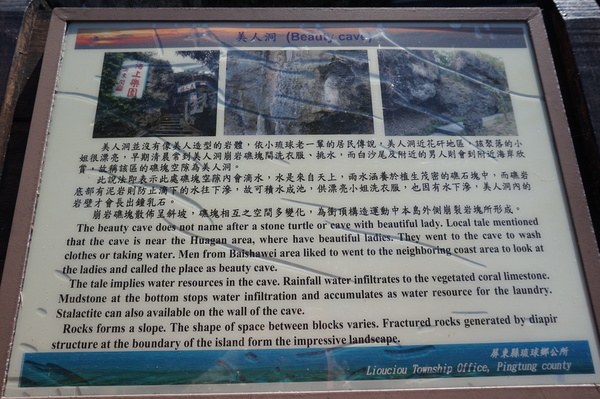 美人洞 (Beauty cave)
海上樂園
美人洞並沒有像美人造型的岩體，依小琉球老一輩的居民傳說，美人洞近花矸地區，該聚落的小
姐很漂亮，早期清晨常到美人洞崩岩礁塊間洗衣服、挑水，而白沙尾及附近的男人則會到附近海岸欣
賞，故稱該區的礁塊空隙為美人洞。
此說法即表示此處礁塊空隙內會滴水，水是來自天上，雨水涵養於植生茂密的礁石塊中，而礁岩
底部有泥岩則防止滴下的水往下滲，故可積水成池，供漂亮小姐洗衣服，也因有水下滲，美人洞內的
岩壁才會長出鐘乳石。
崩岩礁塊散佈呈斜坡，礁塊相互之空間多變化，為衝頂構造運動中本島外側崩裂岩塊所形成。
The beauty cave does not name after a stone turtle or cave with beautiful lady. Local tale mentioned
that the cave is near the Huagan area, where have beautiful ladies. They went to the cave to wash
clothes or taking water. Men from Baishawei area liked to went to the neighboring coast area to look at
the ladies and called the place as beauty cave.
The tale implies water resources in the cave. Rainfall water infiltrates to the vegetated coral limestone.
Mudstone at the bottom stops water infiltration and accumulates as water resource for the laundry.
Stalactite can also available on the wall of the cave.
Rocks forms a slope. The shape of space between blocks varies. Fractured rocks generated by diapir
structure at the boundary of the island form the impressive landscape.
屏東縣琉球鄉公所
Liouciou Township Office, Pingtung county